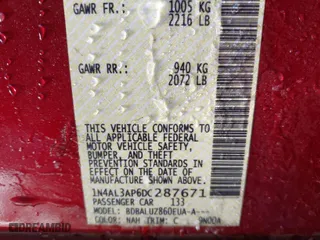 GAWR FR: 1005 KG
2216 LB
GAWR RR: 940 KG
2072 LB
THIS VEHICLE CONFORMS TO
ALL APPLICABLE FEDERAL
MOTOR VEHICLE SAFETY,
BUMPER, AND THEFT
PREVENTION STANDARDS IN
EFFECT ON THE DATE OF
MANUFACTURE SHOWN ABOVE.
1N4AL3AP6DC287671
PASSENGER CAR 133
MODEL: BDBALUZ860EUA-A---
COLOR: NAH TRIM: C
DREAMBID